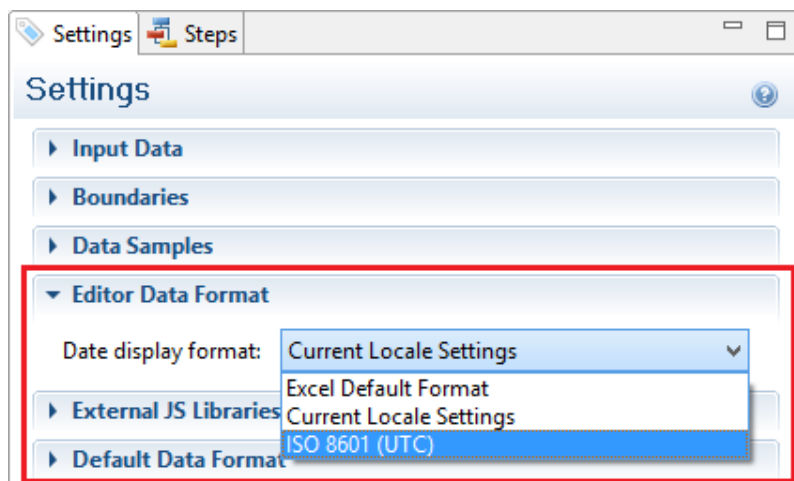 Settings Steps
Settings
Input Data
Boundaries
Data Samples
Editor Data Format
Date display format: Current Locale Settings
Excel Default Format
External JS Libraries Current Locale Settings
ISO 8601 (UTC)
Default Data Format